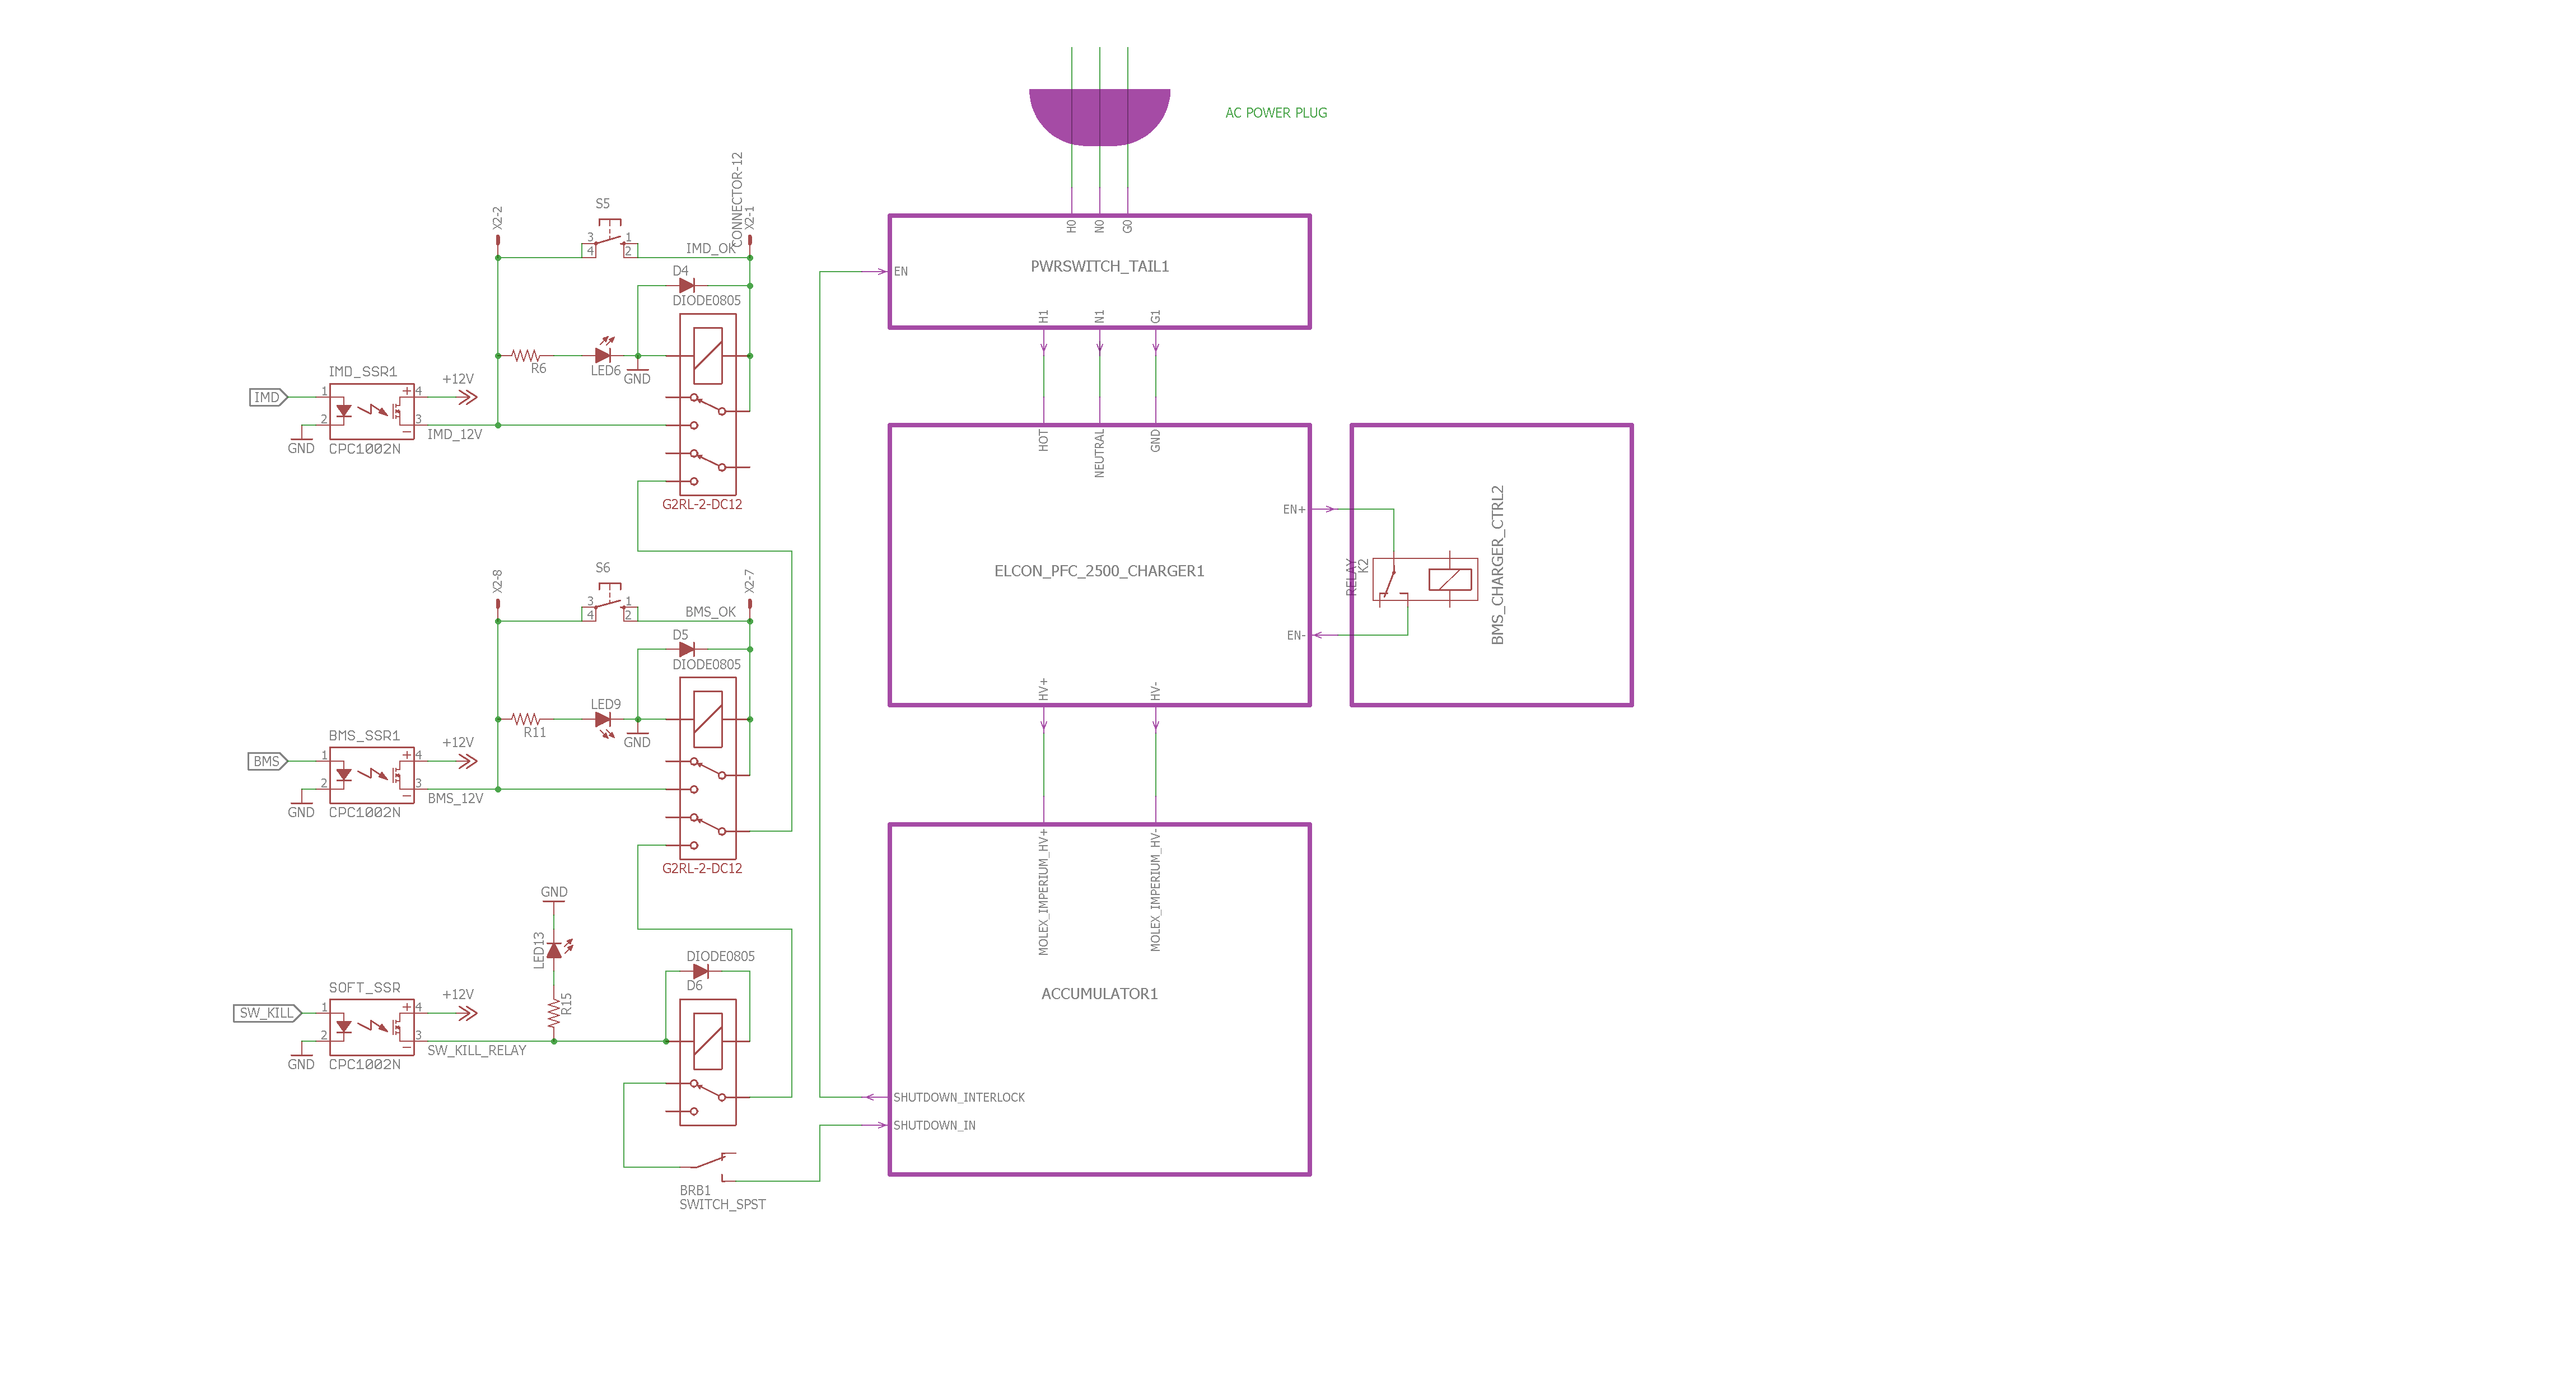 AC POWER PLUG
CONNECTOR-12
X2-2
S5
X2-1
3
1
4
2
IMD_OK
D4
DIODE0805
R6
LED6
GND
IMD_SSR1
+12V
IMD
1
4
2
3
GND
CPC1002N
IMD_12V
G2RL-2-DC12
X2-8
S6
X2-7
3
1
4
2
BMS_OK
D5
DIODE0805
LED9
R11
GND
BMS_SSR1
+12V
BMS
1
4
2
3
GND
CPC1002N
BMS_12V
G2RL-2-DC12
GND
LED13
R15
DIODE0805
D6
SOFT_SSR
+12V
SW_KILL
1
4
2
3
GND
CPC1002N
SW_KILL_RELAY
BRB1
SWITCH_SPST
H0
N0
G0
EN
PWRSWITCH_TAIL1
H1
N1
G1
HOT
NEUTRAL
GND
EN+
ELCON_PFC_2500_CHARGER1
EN-
HV+
HV-
RELAY
K2
BMS_CHARGER_CTRL2
MOLEX_IMPERIUM_HV+
MOLEX_IMPERIUM_HV-
ACCUMULATOR1
SHUTDOWN_INTERLOCK
SHUTDOWN_IN